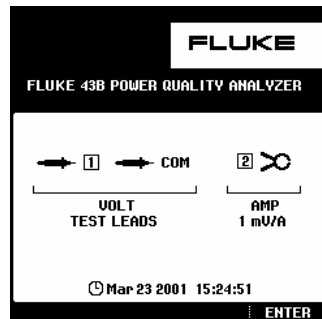 FLUKE
FLUKE 43B POWER QUALITY ANALYZER
1 COM 2
VOLT AMP
TEST LEADS 1 mV/A
Mar 23 2001 15:24:51
ENTER